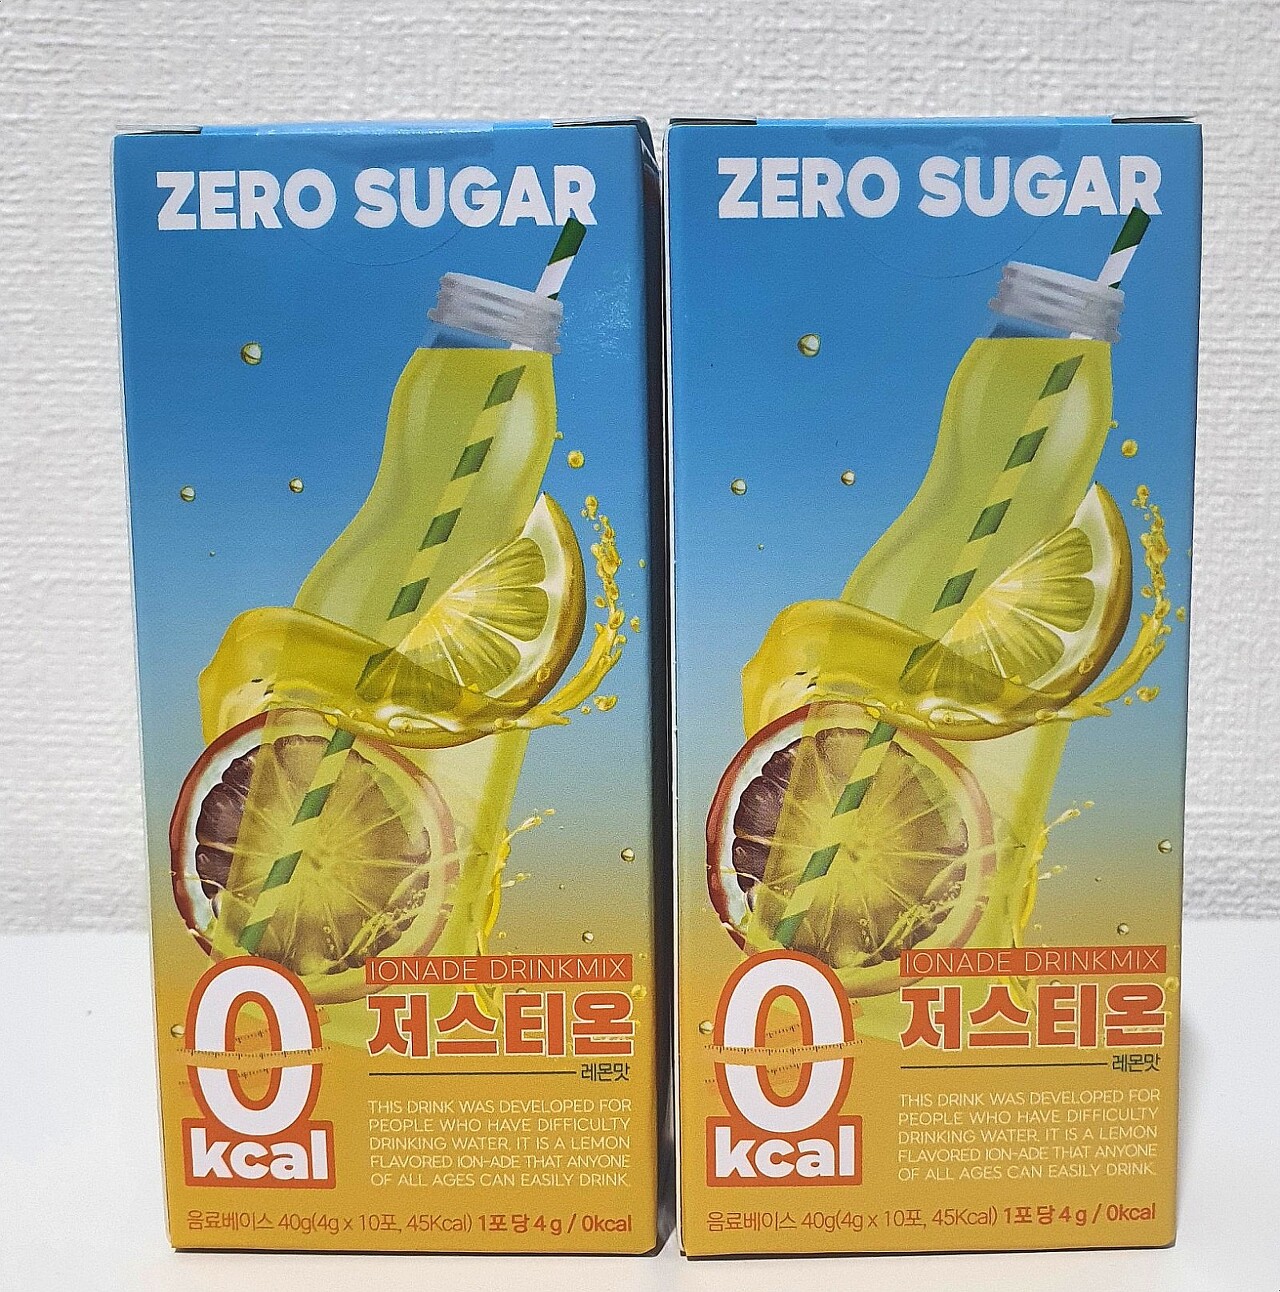 ZERO SUGAR
IONADE DRINKMIX
저스티온
레몬맛
0
kcal
THIS DRINK WAS DEVELOPED FOR
PEOPLE WHO HAVE DIFFICULTY
DRINKING WATER, IT IS A LEMON
FLAVORED ION-ADE THAT ANYONE
OF ALL AGES CAN EASILY DRINK.
음료베이스 40g(4g x 10포, 45Kcal) 1포 당 4g / 0kcal
ZERO SUGAR
IONADE DRINKMIX
저스티온
레몬맛
0
kcal
THIS DRINK WAS DEVELOPED FOR
PEOPLE WHO HAVE DIFFICULTY
DRINKING WATER, IT IS A LEMON
FLAVORED ION-ADE THAT ANYONE
OF ALL AGES CAN EASILY DRINK.
음료베이스 40g(4g x 10포, 45Kcal) 1포 당 4g / 0kcal